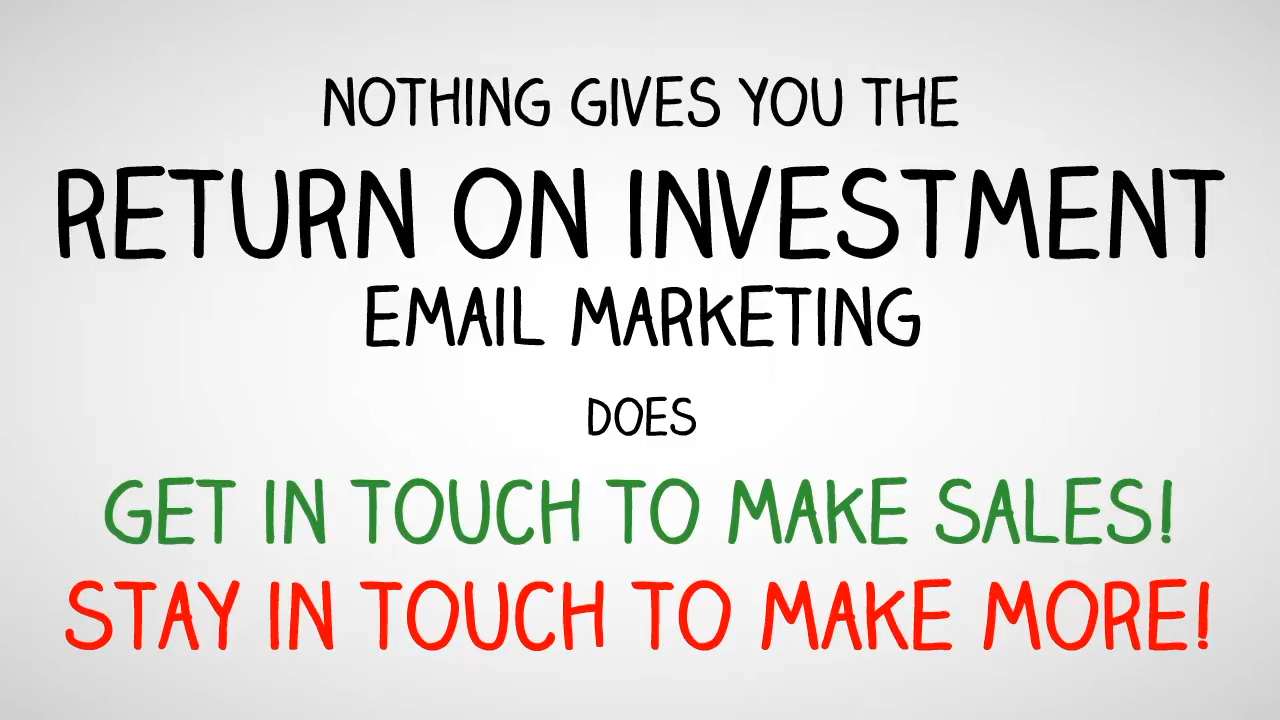 NOTHING GIVES YOU THE
RETURN ON INVESTMENT
EMAIL MARKETING
DOES
GET IN TOUCH TO MAKE SALES!
STAY IN TOUCH TO MAKE MORE!